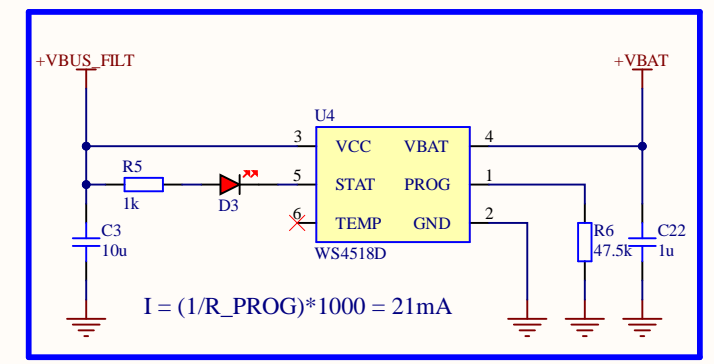 +VBUS_FILT
+VBAT
U4
3 VCC VBAT 4
R5
5 STAT PROG 1
1k
D3
6 TEMP GND 2
C3
10u
R6
47.5k
C22
1u
WS4518D
I = (1/R_PROG)*1000 = 21mA